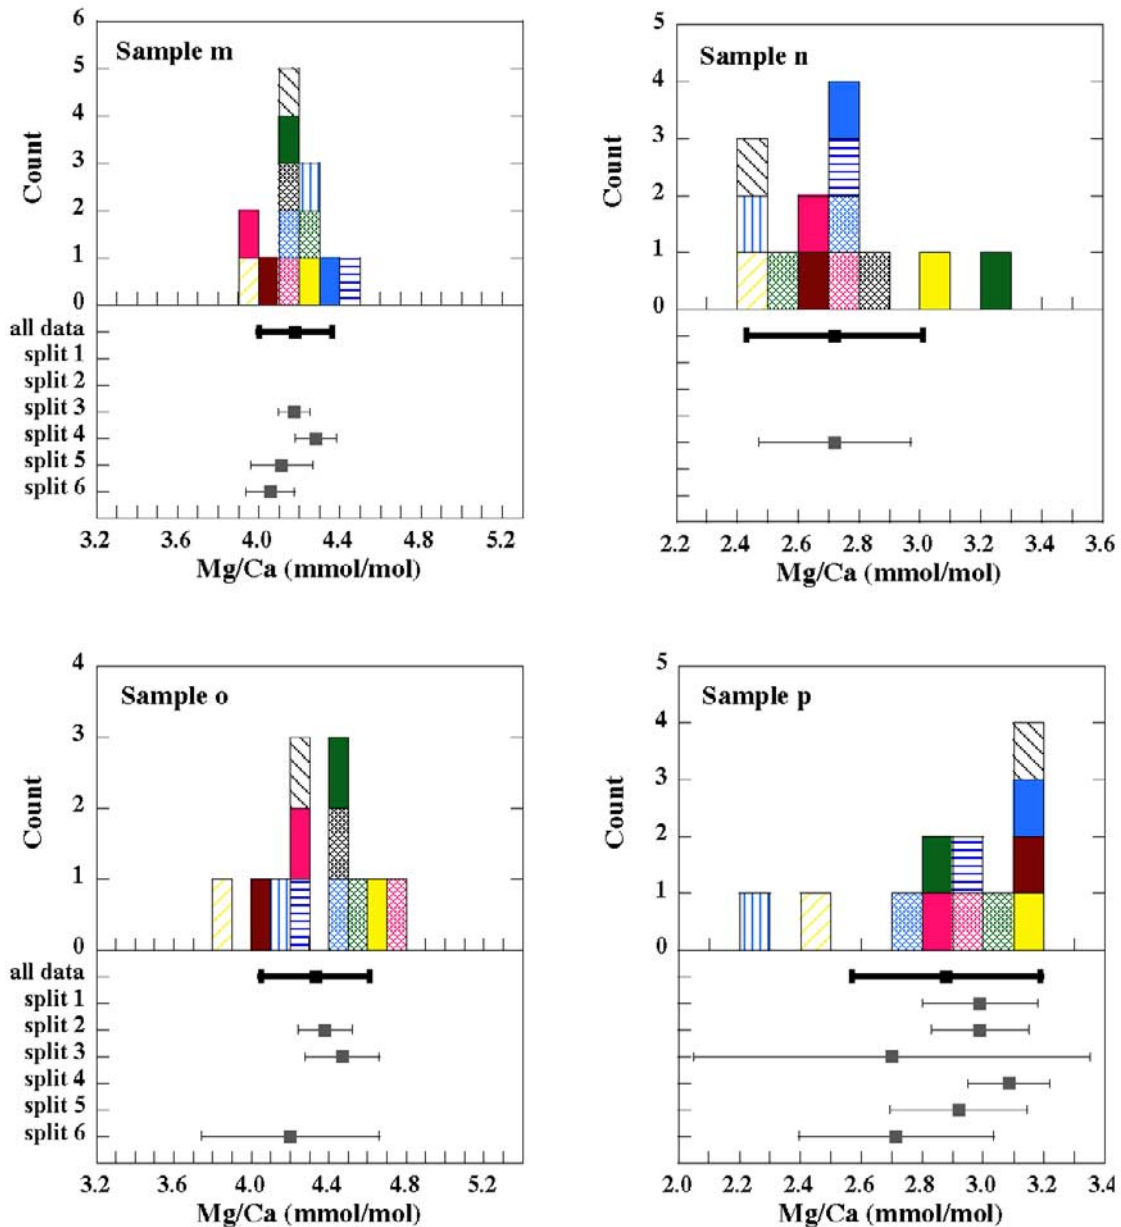 6
5
4
3
2
1
0
Count
Sample m
all data
split 1
split 2
split 3
split 4
split 5
split 6
3.2 3.6 4.0 4.4 4.8 5.2
Mg/Ca (mmol/mol)
5
4
3
2
1
0
Count
Sample n
2.2 2.4 2.6 2.8 3.0 3.2 3.4 3.6
Mg/Ca (mmol/mol)
4
3
2
1
0
Count
Sample o
all data
split 1
split 2
split 3
split 4
split 5
split 6
3.2 3.6 4.0 4.4 4.8 5.2
Mg/Ca (mmol/mol)
5
4
3
2
1
0
Count
Sample p
2.0 2.2 2.4 2.6 2.8 3.0 3.2 3.4
Mg/Ca (mmol/mol)